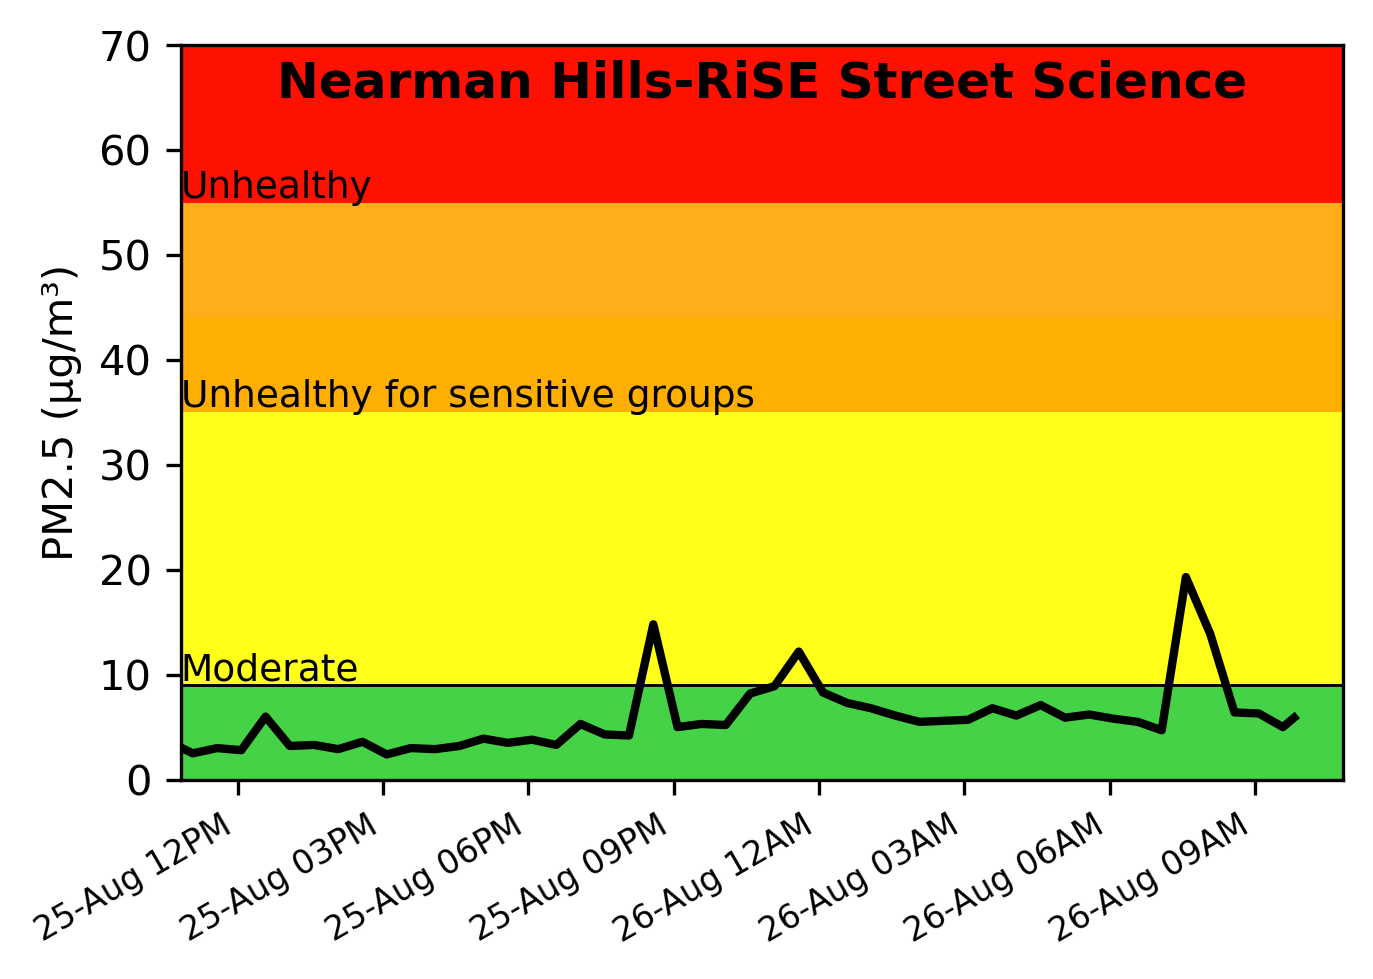 Nearman Hills-RiSE Street Science
PM2.5 (µg/m³)
70
60
50
40
30
20
10
0
Unhealthy
Unhealthy for sensitive groups
Moderate
25-Aug 12PM
25-Aug 03PM
25-Aug 06PM
25-Aug 09PM
26-Aug 12AM
26-Aug 03AM
26-Aug 06AM
26-Aug 09AM